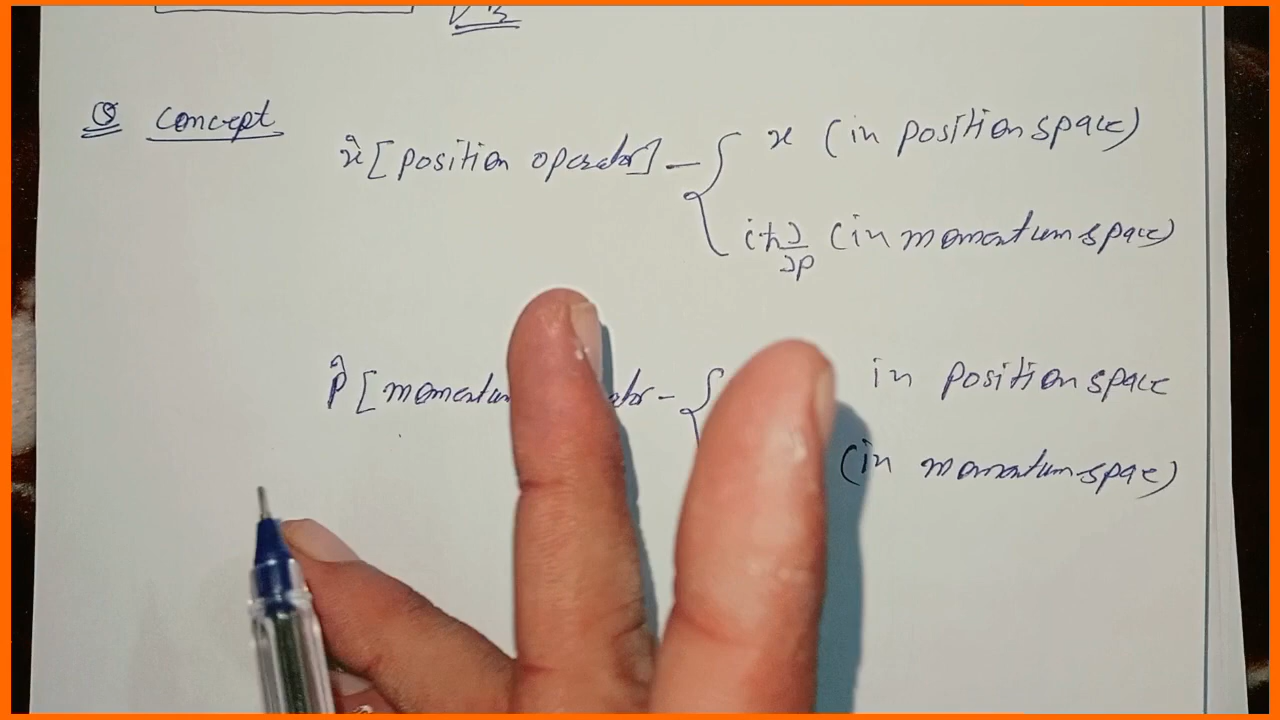 Q Concept
x̂ [position operator] – { x (in position space)
iħ ∂/∂p (in momentum space)
p̂ [momentum – { in position space
(in momentum space)